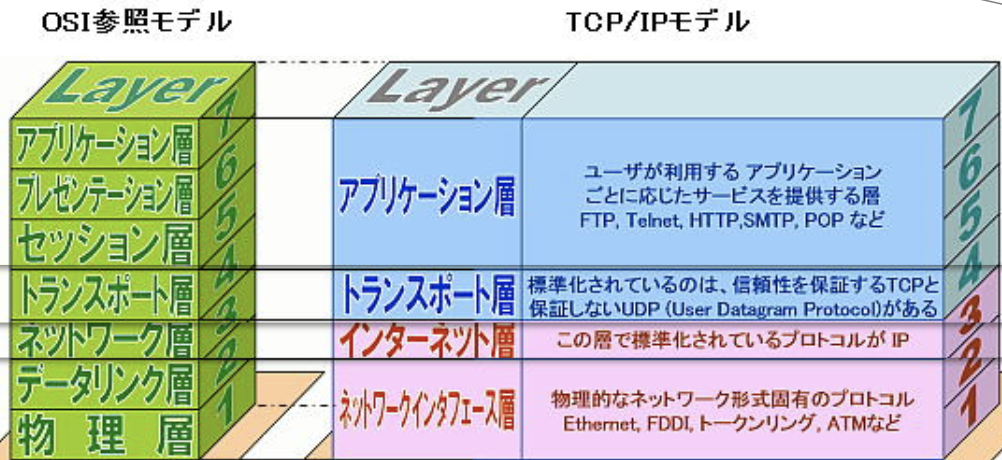 OSI参照モデル
TCP/IPモデル
Layer
7
6
5
4
3
2
1
アプリケーション層
プレゼンテーション層
セッション層
トランスポート層
ネットワーク層
データリンク層
物 理 層
Layer
アプリケーション層
ユーザが利用する アプリケーション
ごとに応じたサービスを提供する層
FTP, Telnet, HTTP,SMTP, POP など
トランスポート層
標準化されているのは、信頼性を保証するTCPと
保証しないUDP (User Datagram Protocol)がある
インターネット層
この層で標準化されているプロトコルが IP
ネットワークインタフェース層
物理的なネットワーク形式固有のプロトコル
Ethernet, FDDI, トークンリング, ATMなど
7
6
5
4
3
2
1